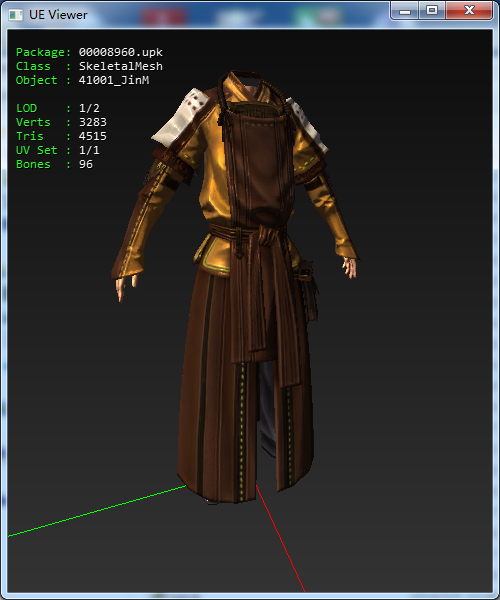 UE Viewer
Package: 00008960.upk
Class : SkeletalMesh
Object : 41001_JinM
LOD : 1/2
Verts : 3283
Tris : 4515
UV Set : 1/1
Bones : 96